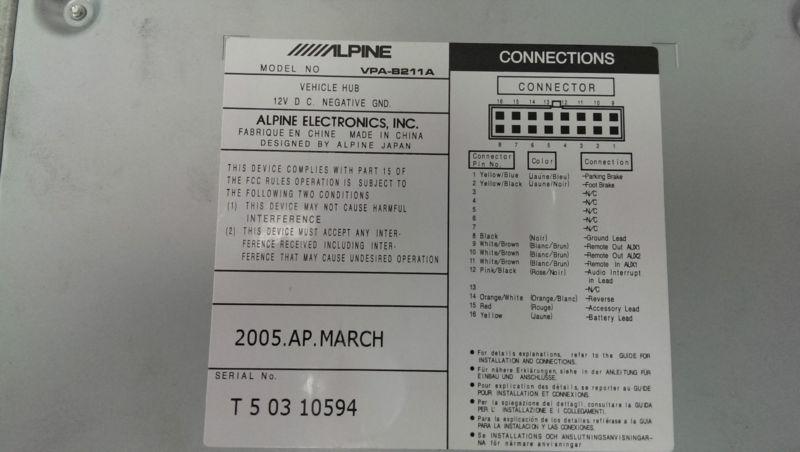 ALPINE
MODEL NO VPA-B211A
VEHICLE HUB
12V D C. NEGATIVE GND.
ALPINE ELECTRONICS, INC.
FABRIQUE EN CHINE MADE IN CHINA
DESIGNED BY ALPINE JAPAN
THIS DEVICE COMPLIES WITH PART 15 OF
THE FCC RULES OPERATION IS SUBJECT TO
THE FOLLOWING TWO CONDITIONS
(1) THIS DEVICE MAY NOT CAUSE HARMFUL
INTERFERENCE
(2) THIS DEVICE MUST ACCEPT ANY INTER-
FERENCE RECEIVED INCLUDING INTER-
FERENCE THAT MAY CAUSE UNDESIRED OPERATION
2005.AP.MARCH
SERIAL No.
T 5 03 10594
CONNECTIONS
CONNECTOR
16 15 14 13 12 11 10 9
8 7 6 5 4 3 2 1
Connector Pin No. Color Connection
1 Yellow/Blue (Jaune/Bleu) Parking Brake
2 Yellow/Black (Jaune/Noir) Foot Brake
3 N/C
4 N/C
5 N/C
6 N/C
7 N/C
8 Black (Noir) Ground Lead
9 White/Brown (Blanc/Brun) Remote Out AUX1
10 White/Brown (Blanc/Brun) Remote Out AUX2
11 White/Brown (Blanc/Brun) Remote In AUX1
12 Pink/Black (Rose/Noir) Audio Interrupt
in Lead
13 N/C
14 Orange/White (Orange/Blanc) Reverse
15 Red (Rouge) Accessory Lead
16 Yellow (Jaune) Battery Lead
● For details explanations, refer to the GUIDE FOR
INSTALLATION AND CONNECTIONS.
● Für nähere Erklärungen, siehe in der ANLEITUNG FÜR
EINBAU UND ANSCHLÜSSE.
● Pour explication des détails, se reporter au GUIDE
POUR INSTALLATION ET CONNEXIONS.
● Per la spiegazione dei dettagli, consultare la GUIDA
PER L' INSTALLAZIONE E I COLLEGAMENTI.
● Para la explicación de los detalles refiérase a la GUIA
PARA LA INSTALACION Y LAS CONEXIONES.
● Se INSTALLATIONS OCH ANSLUTNINGSANVISNINGAR-
NA för närmare anvisningar